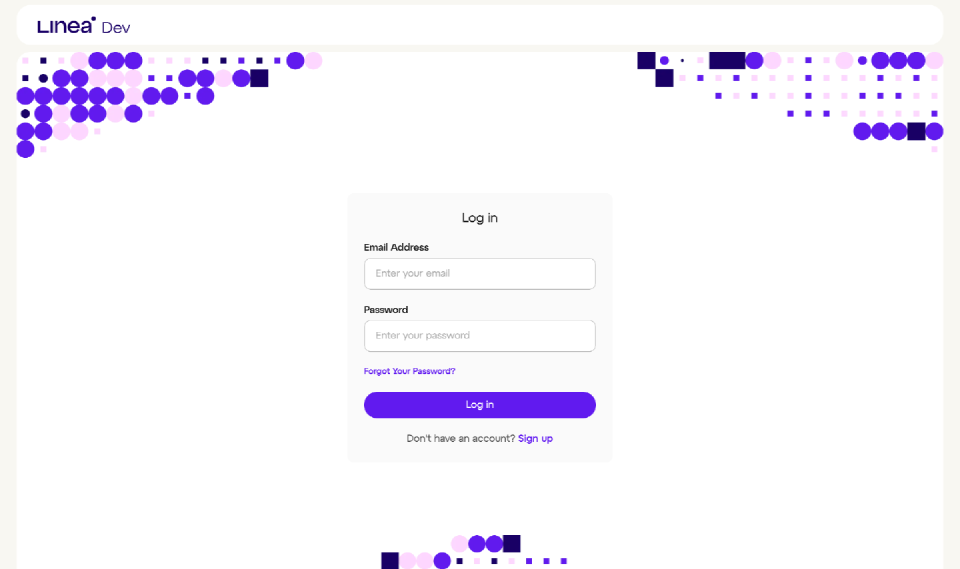 Linea Dev
Log in
Email Address
Enter your email
Password
Enter your password
Forgot Your Password?
Log in
Don't have an account? Sign up